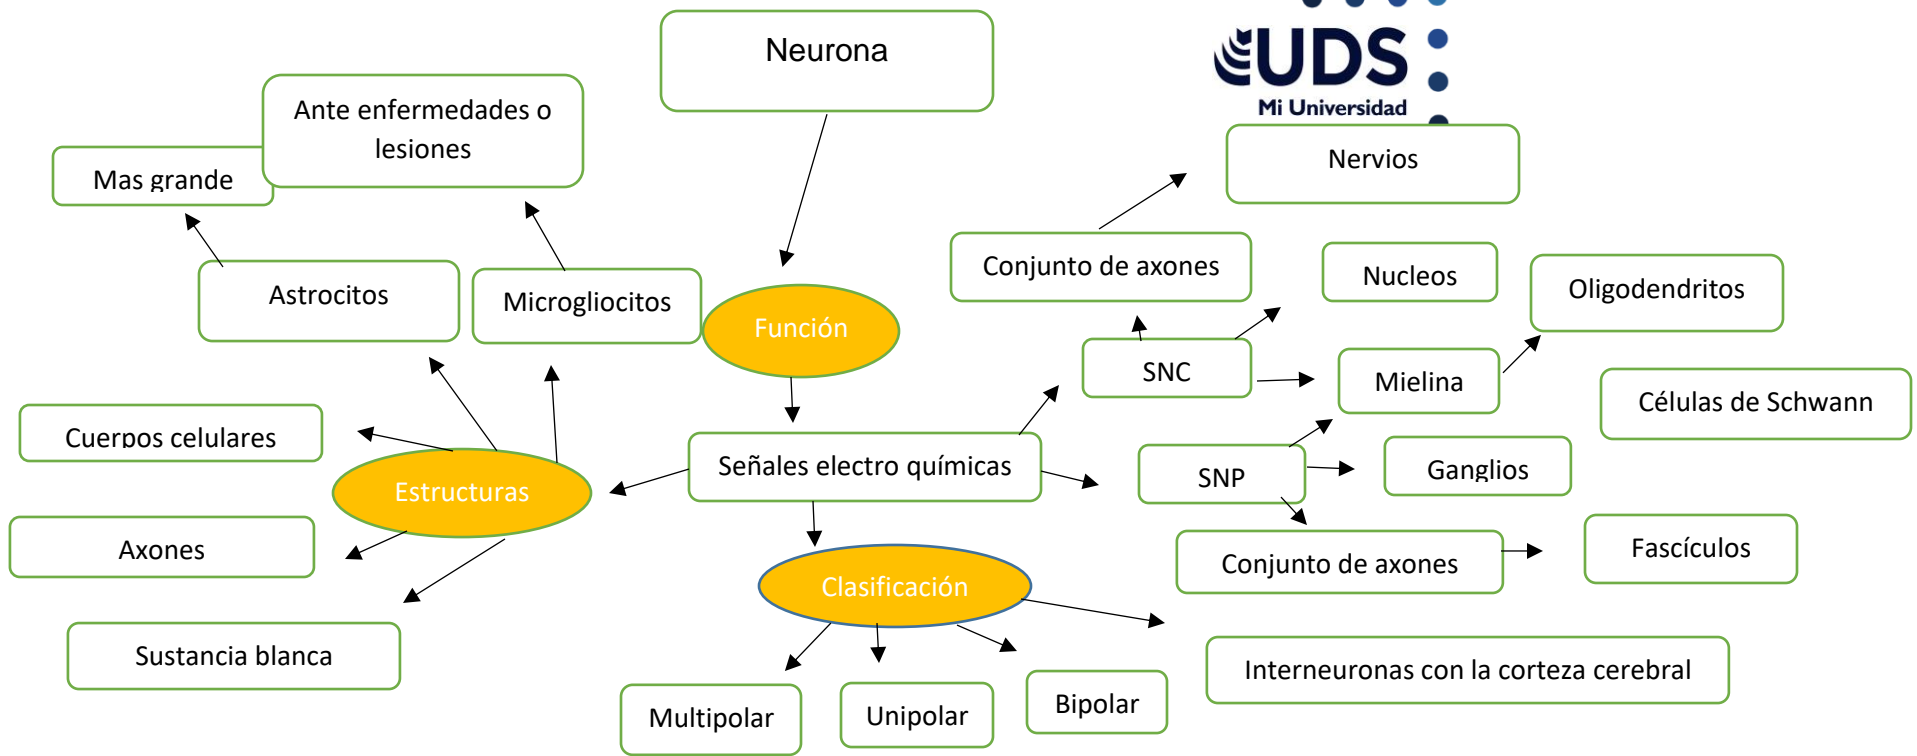 Neurona
UDS
Mi Universidad
Ante enfermedades o
lesiones
Mas grande
Nervios
Conjunto de axones
Nucleos
Oligodendritos
Astrocitos
Microgliocitos
Función
SNC
Mielina
Células de Schwann
Cuerpos celulares
Señales electro químicas
SNP
Ganglios
Estructuras
Axones
Conjunto de axones
Fascículos
Clasificación
Sustancia blanca
Interneuronas con la corteza cerebral
Multipolar
Unipolar
Bipolar